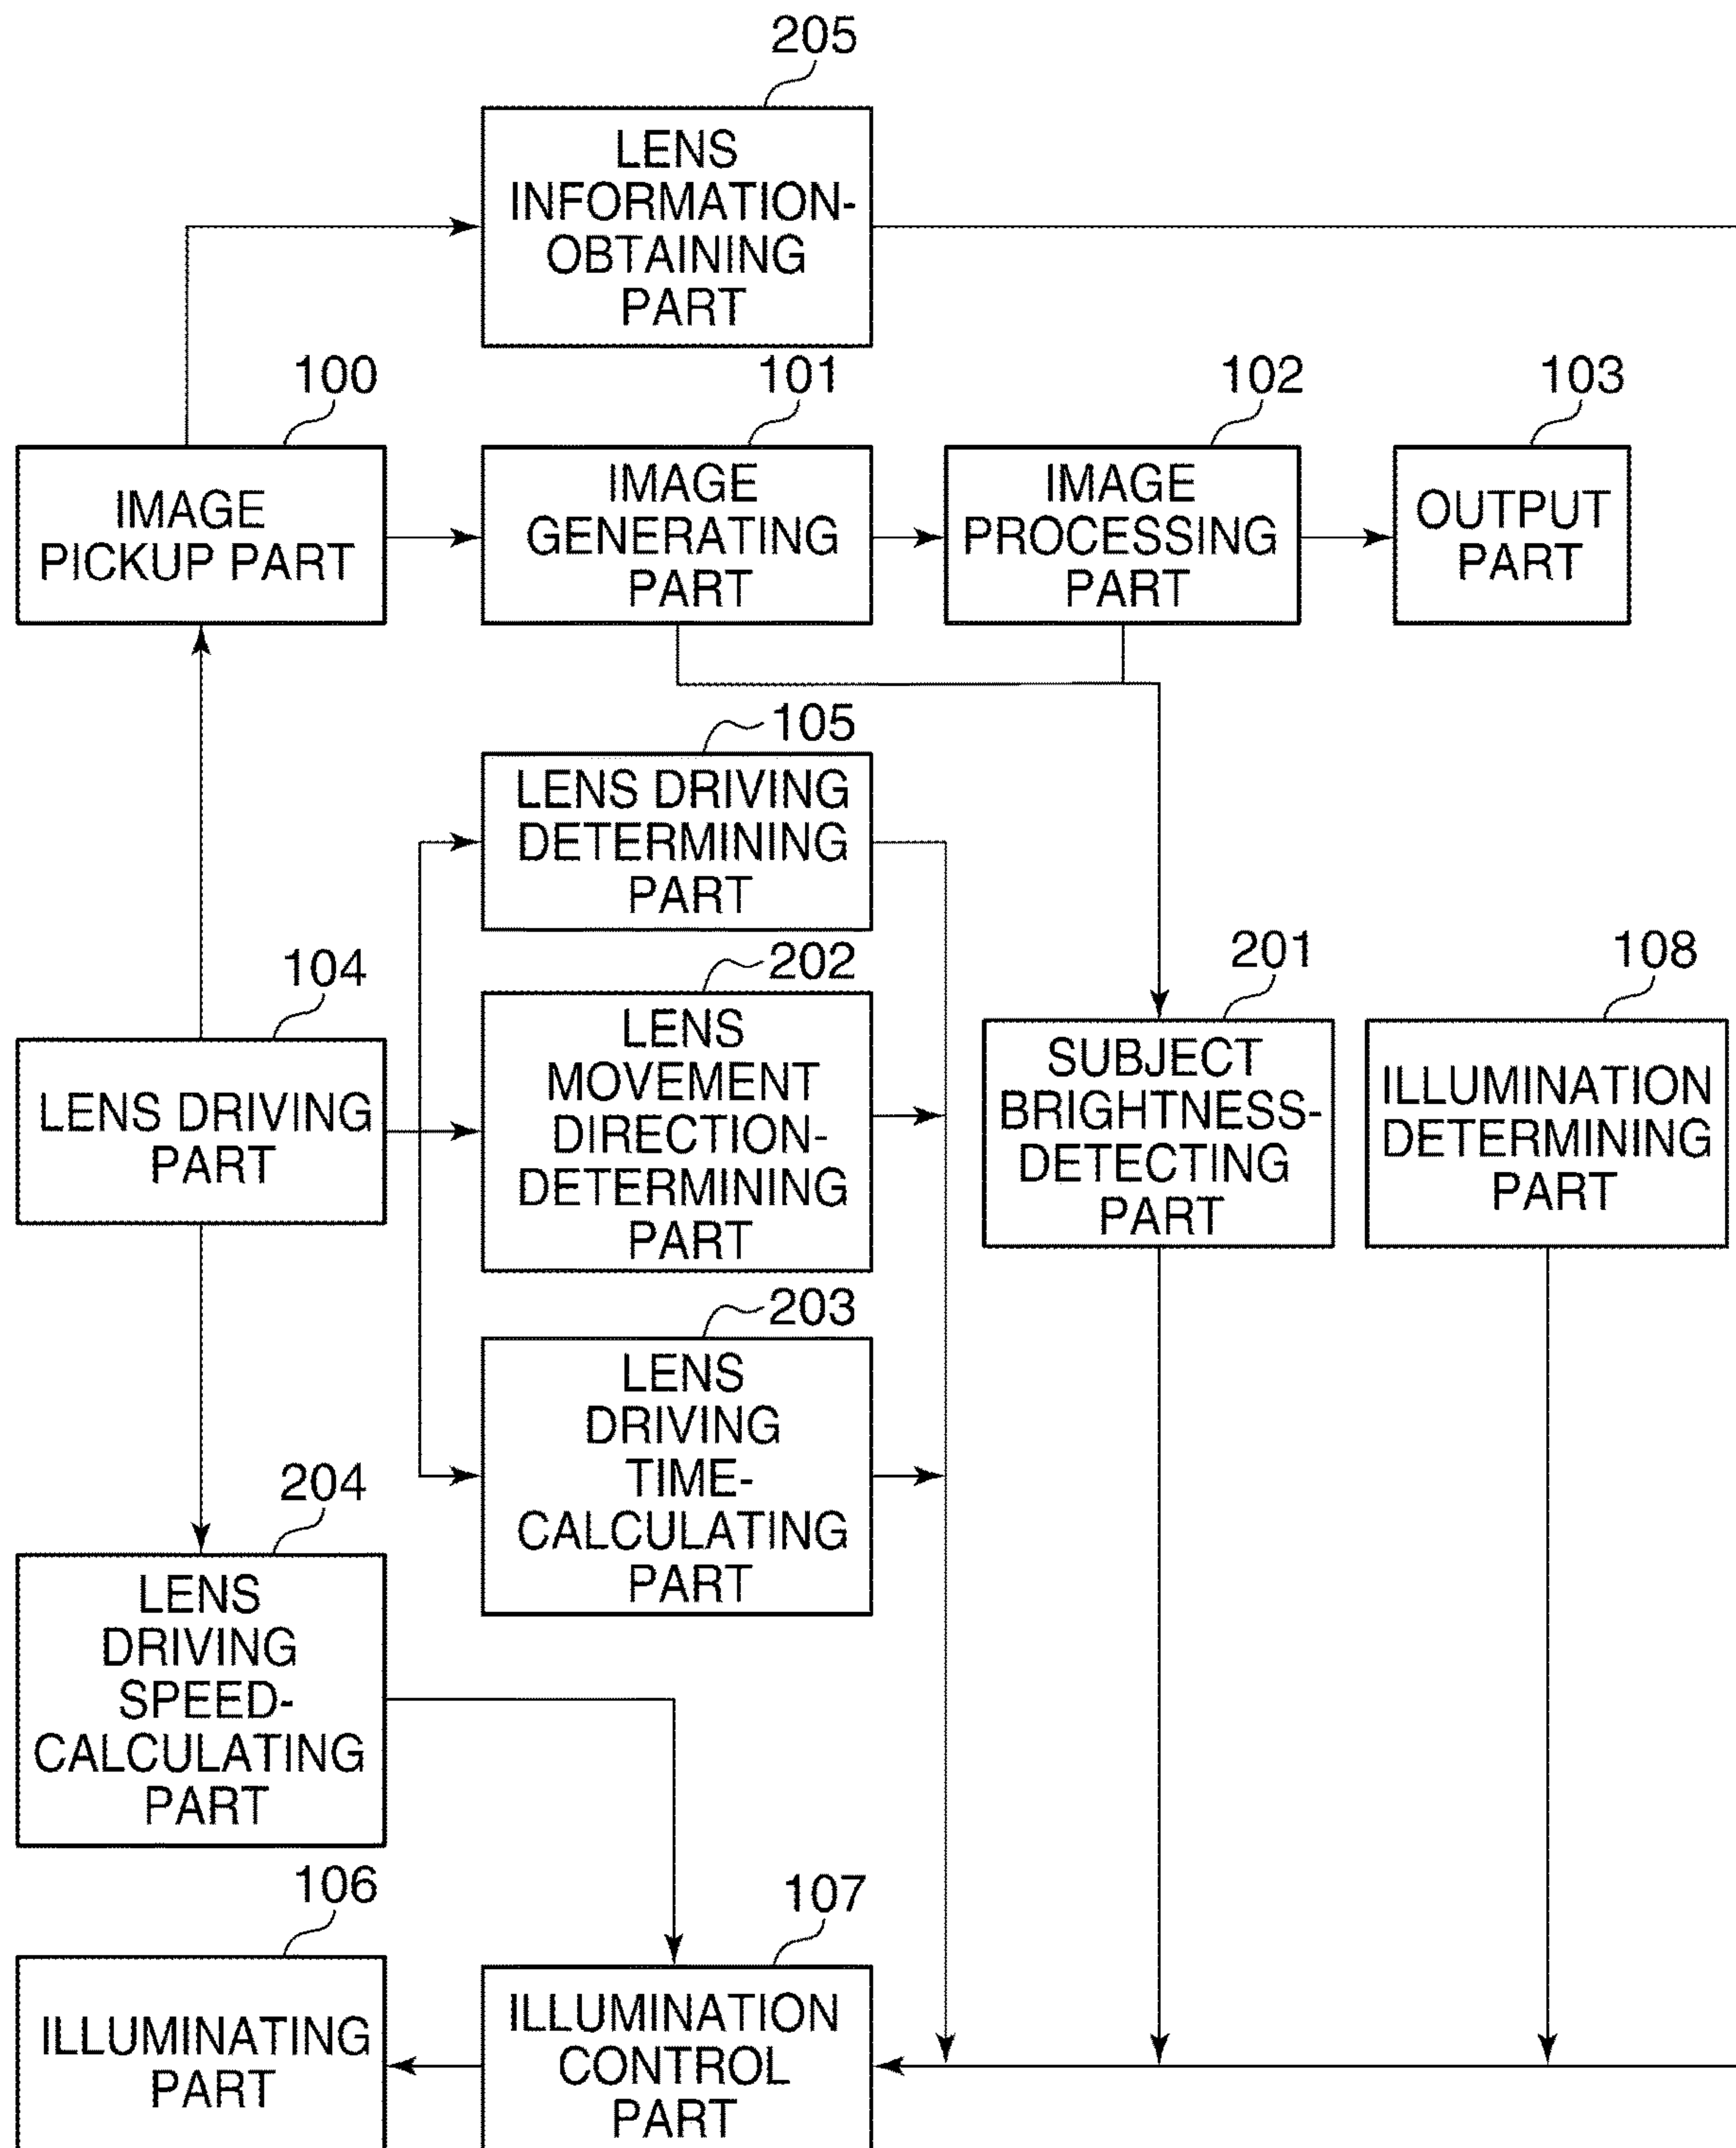 205
LENS
INFORMATION-
OBTAINING
PART
100
IMAGE
PICKUP PART
101
IMAGE
GENERATING
PART
102
IMAGE
PROCESSING
PART
103
OUTPUT
PART
105
LENS DRIVING
DETERMINING
PART
104
LENS DRIVING
PART
202
LENS
MOVEMENT
DIRECTION-
DETERMINING
PART
201
SUBJECT
BRIGHTNESS-
DETECTING
PART
108
ILLUMINATION
DETERMINING
PART
203
LENS
DRIVING
TIME-
CALCULATING
PART
204
LENS
DRIVING
SPEED-
CALCULATING
PART
106
ILLUMINATING
PART
107
ILLUMINATION
CONTROL
PART